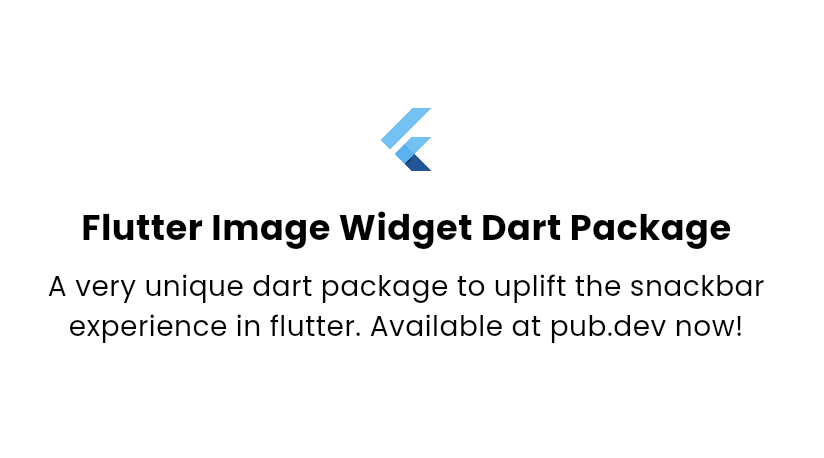 Flutter Image Widget Dart Package
A very unique dart package to uplift the snackbar
experience in flutter. Available at pub.dev now!